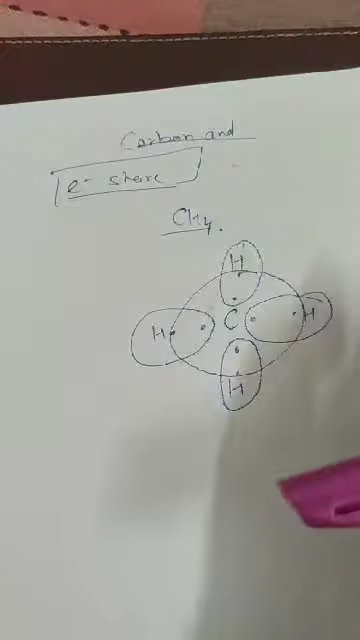 Carbon and
e- share
CH4.
H
H C H
H